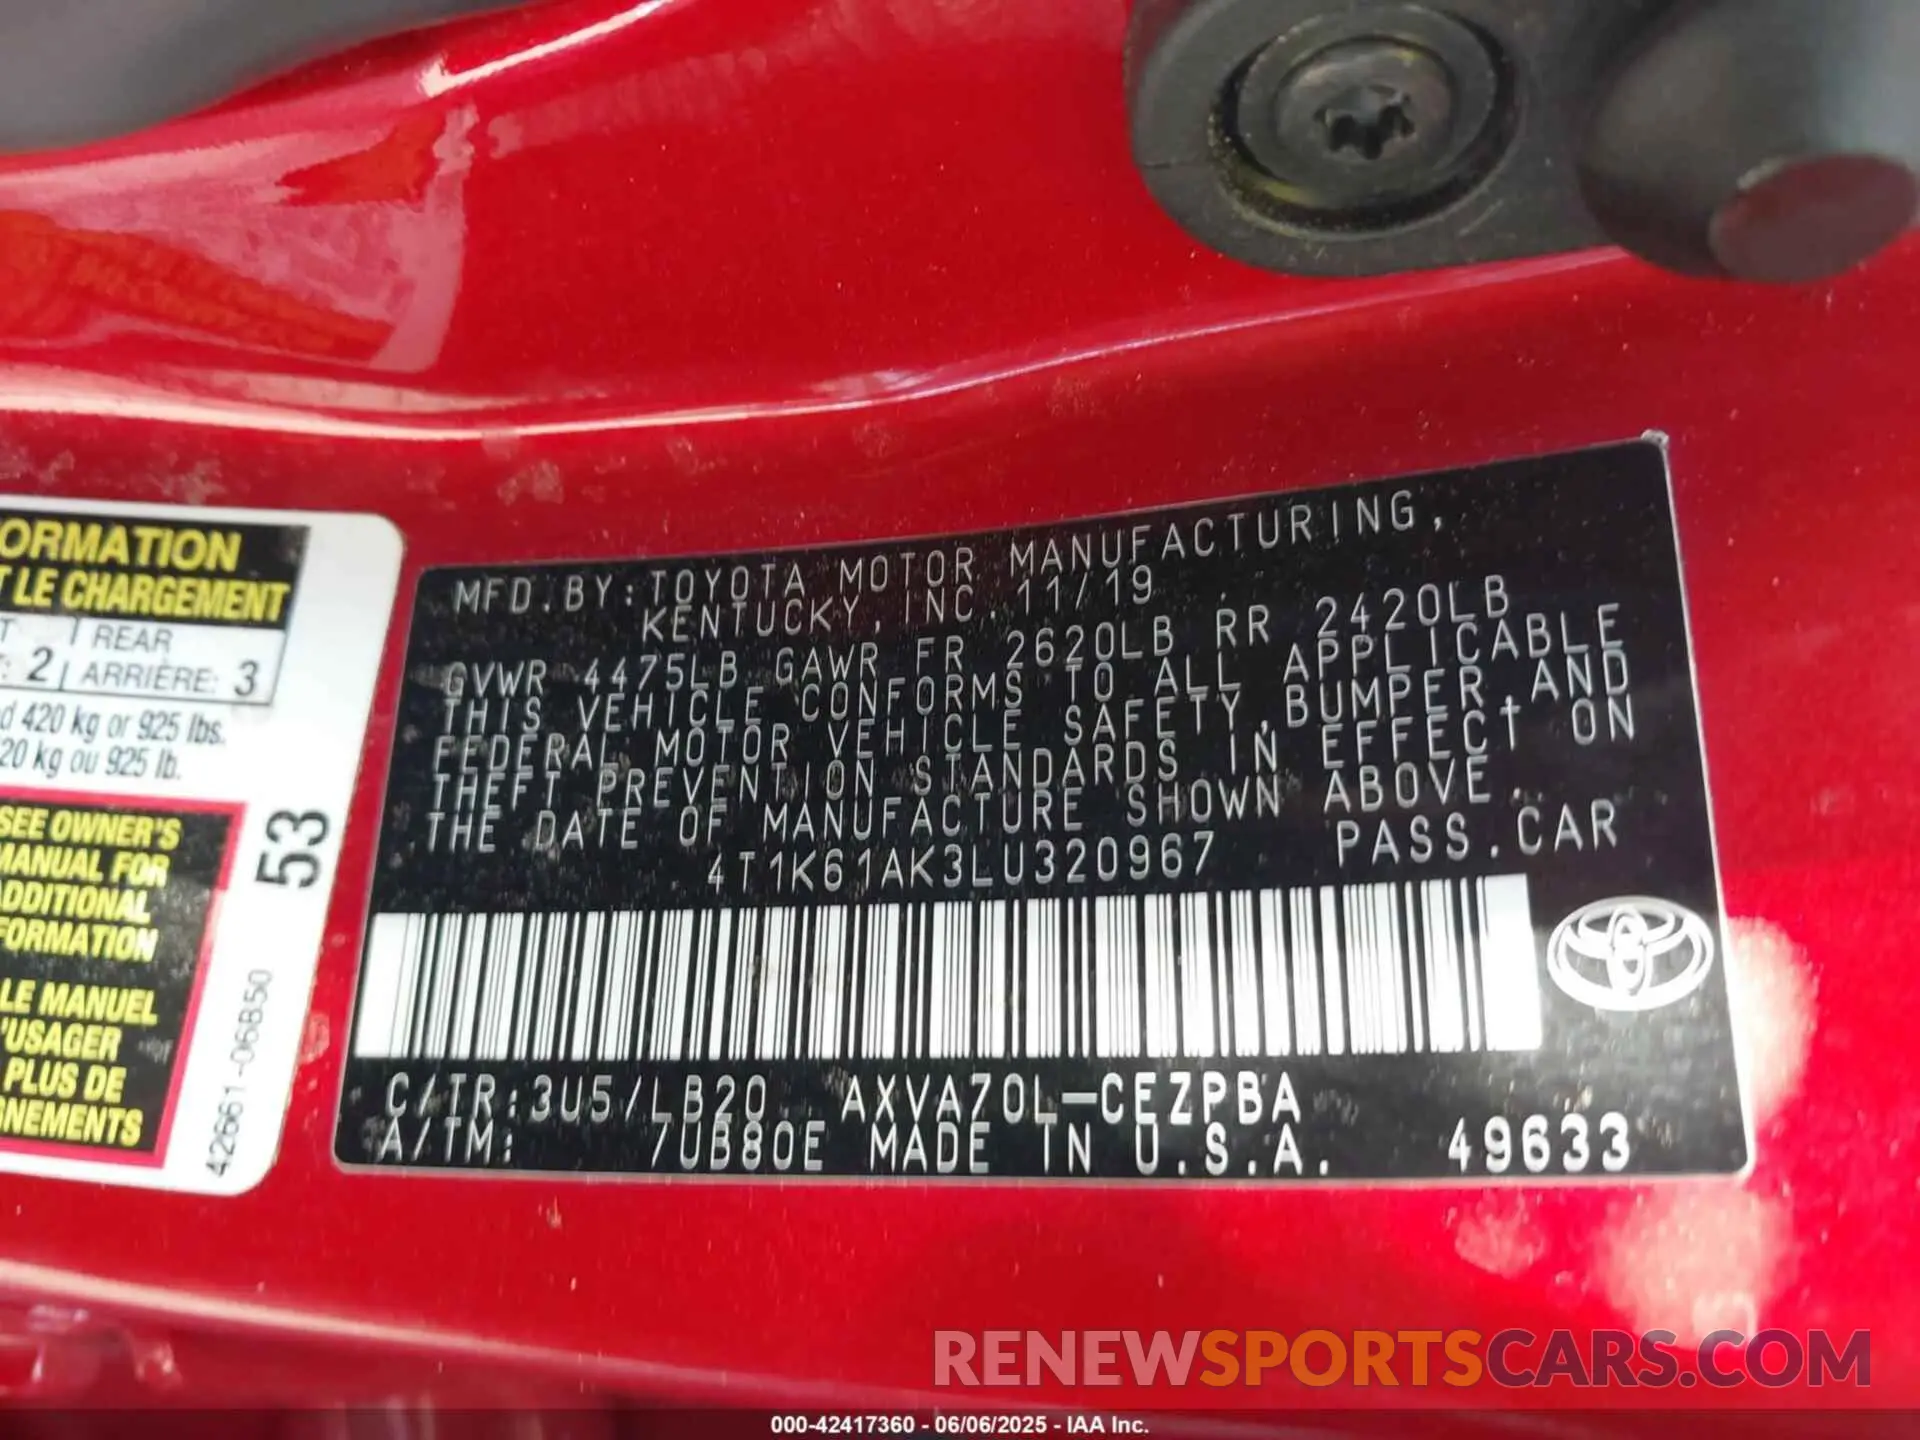 ORMATION
T LE CHARGEMENT
T REAR
: 2 ARRIÈRE: 3
d 420 kg or 925 lbs.
20 kg ou 925 lb.
SEE OWNER'S
MANUAL FOR
ADDITIONAL
FORMATION
LE MANUEL
'USAGER
PLUS DE
GNEMENTS
53
42661-06850
MFD.BY:TOYOTA MOTOR MANUFACTURING,
KENTUCKY,INC. 11/19
GVWR 4475LB GAWR FR 2620LB RR 2420LB
THIS VEHICLE CONFORMS TO ALL APPLICABLE
FEDERAL MOTOR VEHICLE SAFETY,BUMPER,AND
THEFT PREVENTION STANDARDS IN EFFECT ON
THE DATE OF MANUFACTURE SHOWN ABOVE.
4T1K61AK3LU320967 PASS.CAR
C/TR:3U5/LB20 AXVA70L-CEZPBA
A/TM: /UB80E MADE IN U.S.A. 49633
RENEWSPORTSCARS.COM
000-42417360 - 06/06/2025 - IAA Inc.